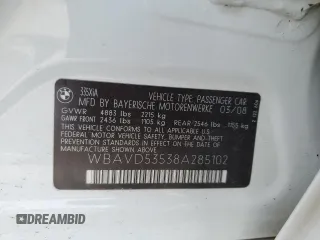 335XiA
VEHICLE TYPE PASSENGER CAR
MFD BY BAYERISCHE MOTORENWERKE 03/08
GVWR 4883 lbs 2215 kg
GAWR FRONT 2436 lbs 1105 kg REAR 2546 lbs 1155 kg
THIS VEHICLE CONFORMS TO ALL APPLICABLE
FEDERAL MOTOR VEHICLE SAFETY, BUMPER
AND THEFT PREVENTION STANDARDS IN EFFECT
ON THE DATE OF MANUFACTURE SHOWN ABOVE
WBAVD53538A285102
DREAMBID